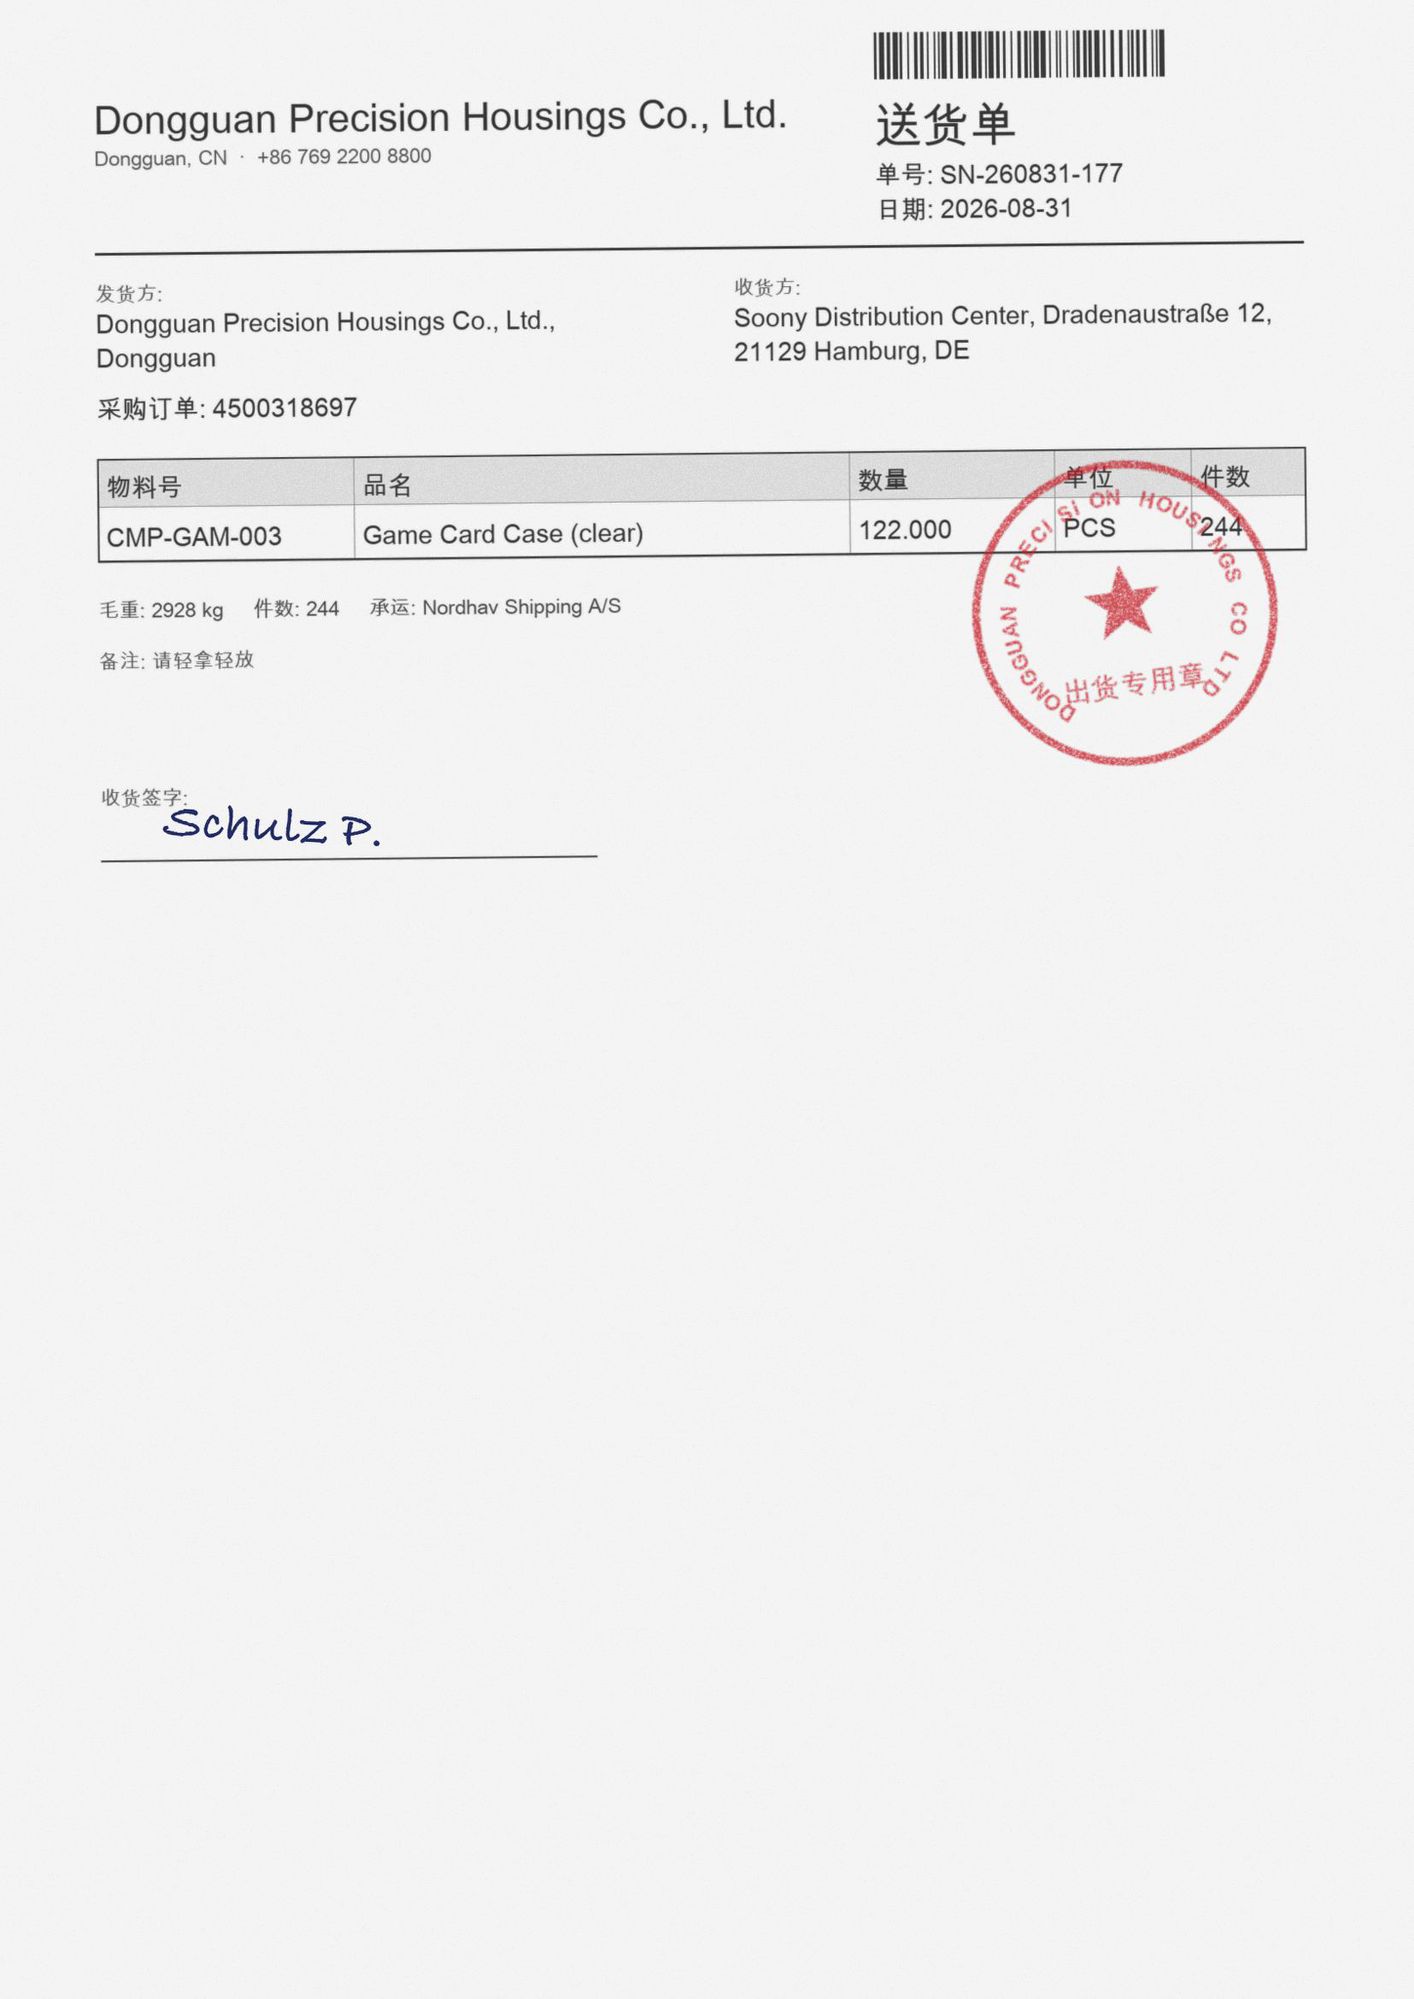 Dongguan Precision Housings Co., Ltd.
Dongguan, CN · +86 769 2200 8800
送货单
单号: SN-260831-177
日期: 2026-08-31
发货方:
Dongguan Precision Housings Co., Ltd.,
Dongguan
收货方:
Soony Distribution Center, Dradenaustraße 12,
21129 Hamburg, DE
采购订单: 4500318697
物料号 品名 数量 单位 件数
CMP-GAM-003 Game Card Case (clear) 122.000 PCS 244
DONGGUAN PRECISION HOUSINGS CO LTD
出货专用章
毛重: 2928 kg 件数: 244 承运: Nordhav Shipping A/S
备注: 请轻拿轻放
收货签字:
Schulz P.